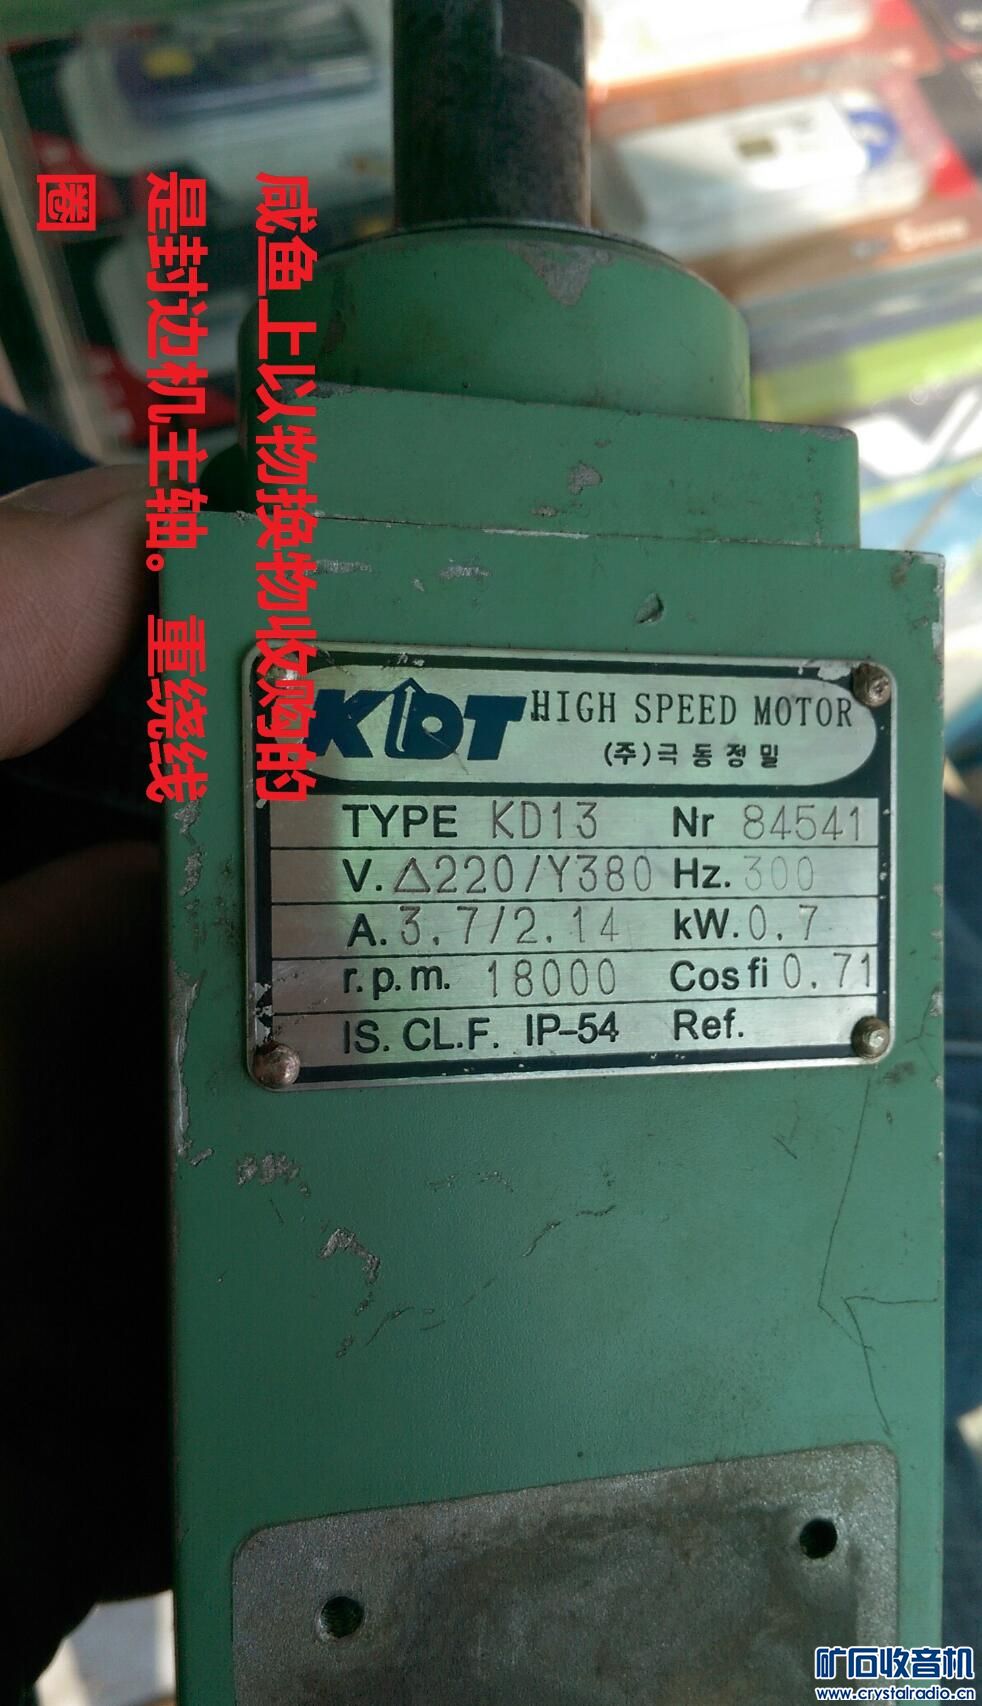 咸鱼上以物换物收购的
是封边机主轴。重绕线
圈
KDT HIGH SPEED MOTOR
(주)극동정밀
TYPE KD13 Nr 84541
V. △220/Y380 Hz. 300
A. 3.7/2.14 kW. 0.7
r.p.m. 18000 Cos fi 0.71
IS. CL.F. IP-54 Ref.
矿石收音机
www.crystalradio.cn